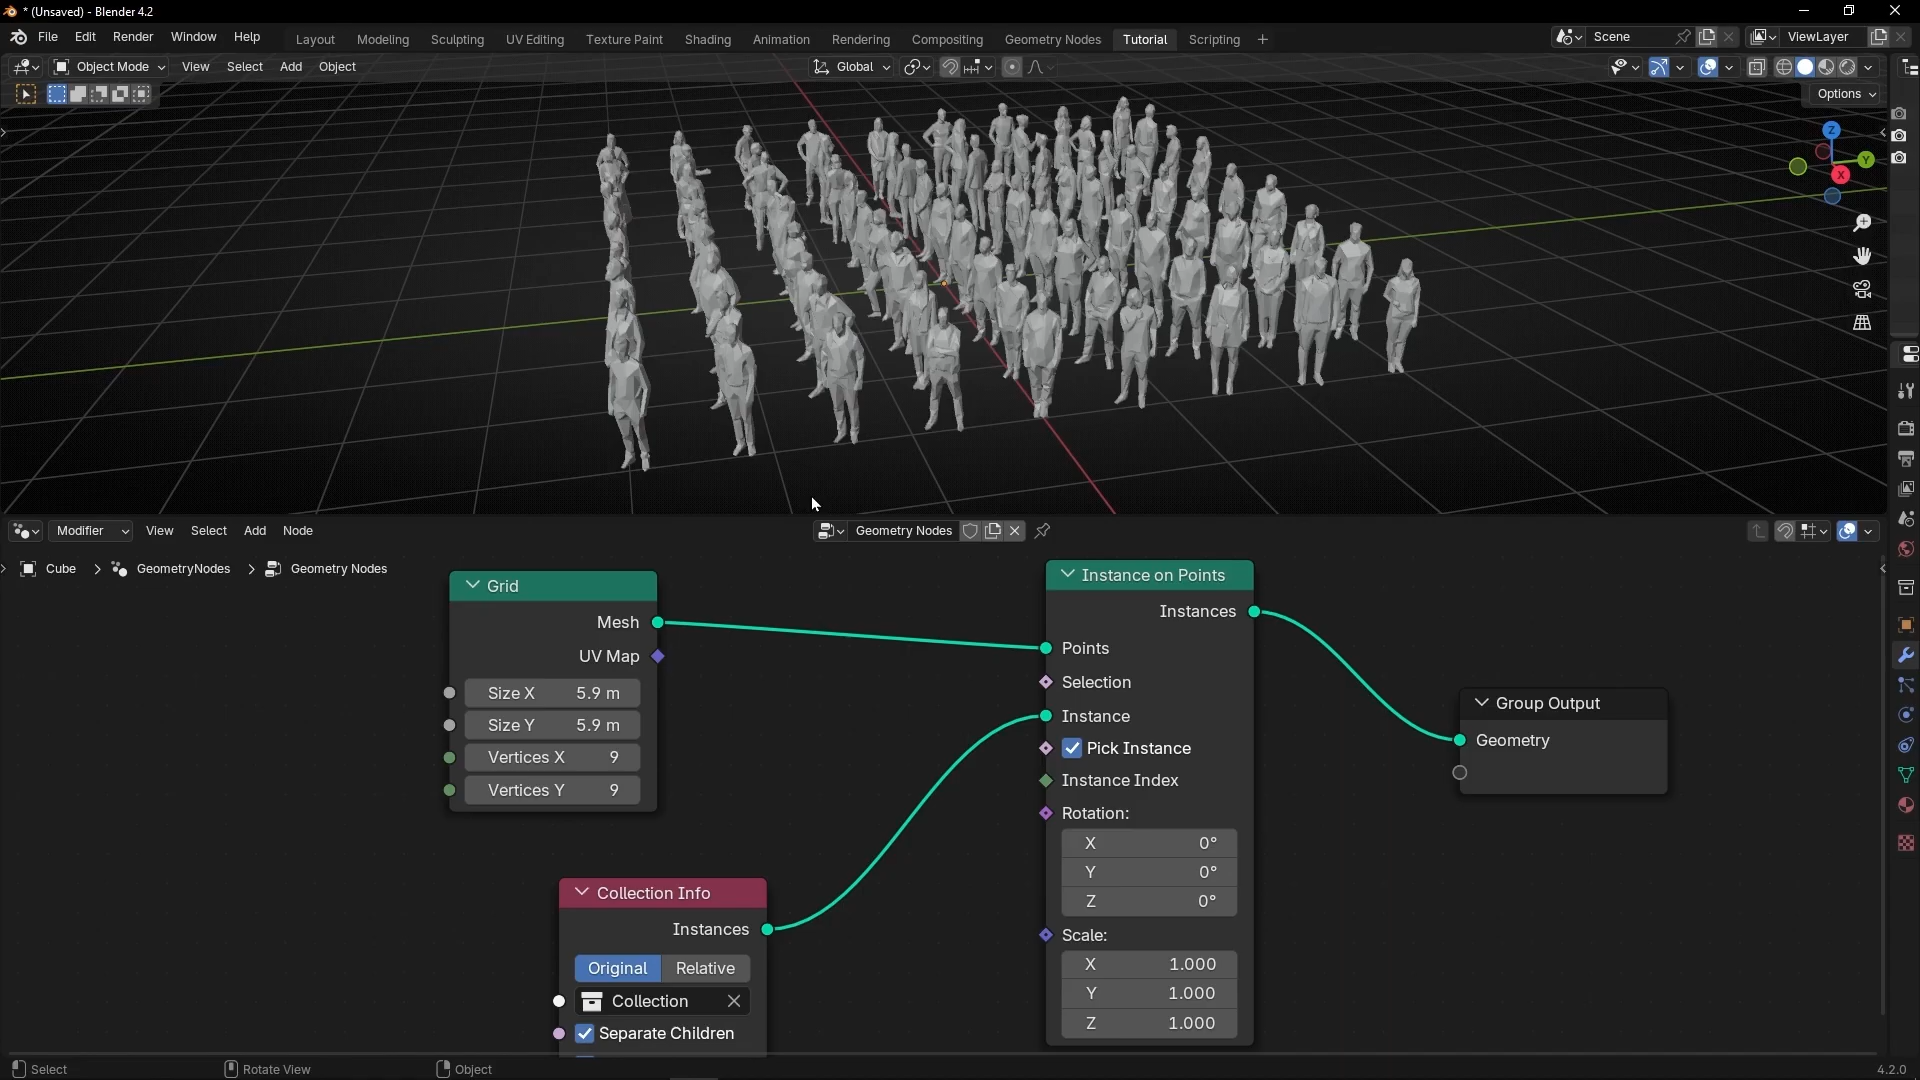 * (Unsaved) - Blender 4.2
File Edit Render Window Help
Layout Modeling Sculpting UV Editing Texture Paint Shading Animation Rendering Compositing Geometry Nodes Tutorial Scripting +
Scene
ViewLayer
Object Mode View Select Add Object
Global
Options
Z
Y
X
Modifier View Select Add Node
Geometry Nodes
Cube > GeometryNodes > Geometry Nodes
Grid
Mesh
UV Map
Size X 5.9 m
Size Y 5.9 m
Vertices X 9
Vertices Y 9
Collection Info
Instances
Original Relative
Collection
Separate Children
Instance on Points
Instances
Points
Selection
Instance
Pick Instance
Instance Index
Rotation:
X 0°
Y 0°
Z 0°
Scale:
X 1.000
Y 1.000
Z 1.000
Group Output
Geometry
Select
Rotate View
Object
4.2.0